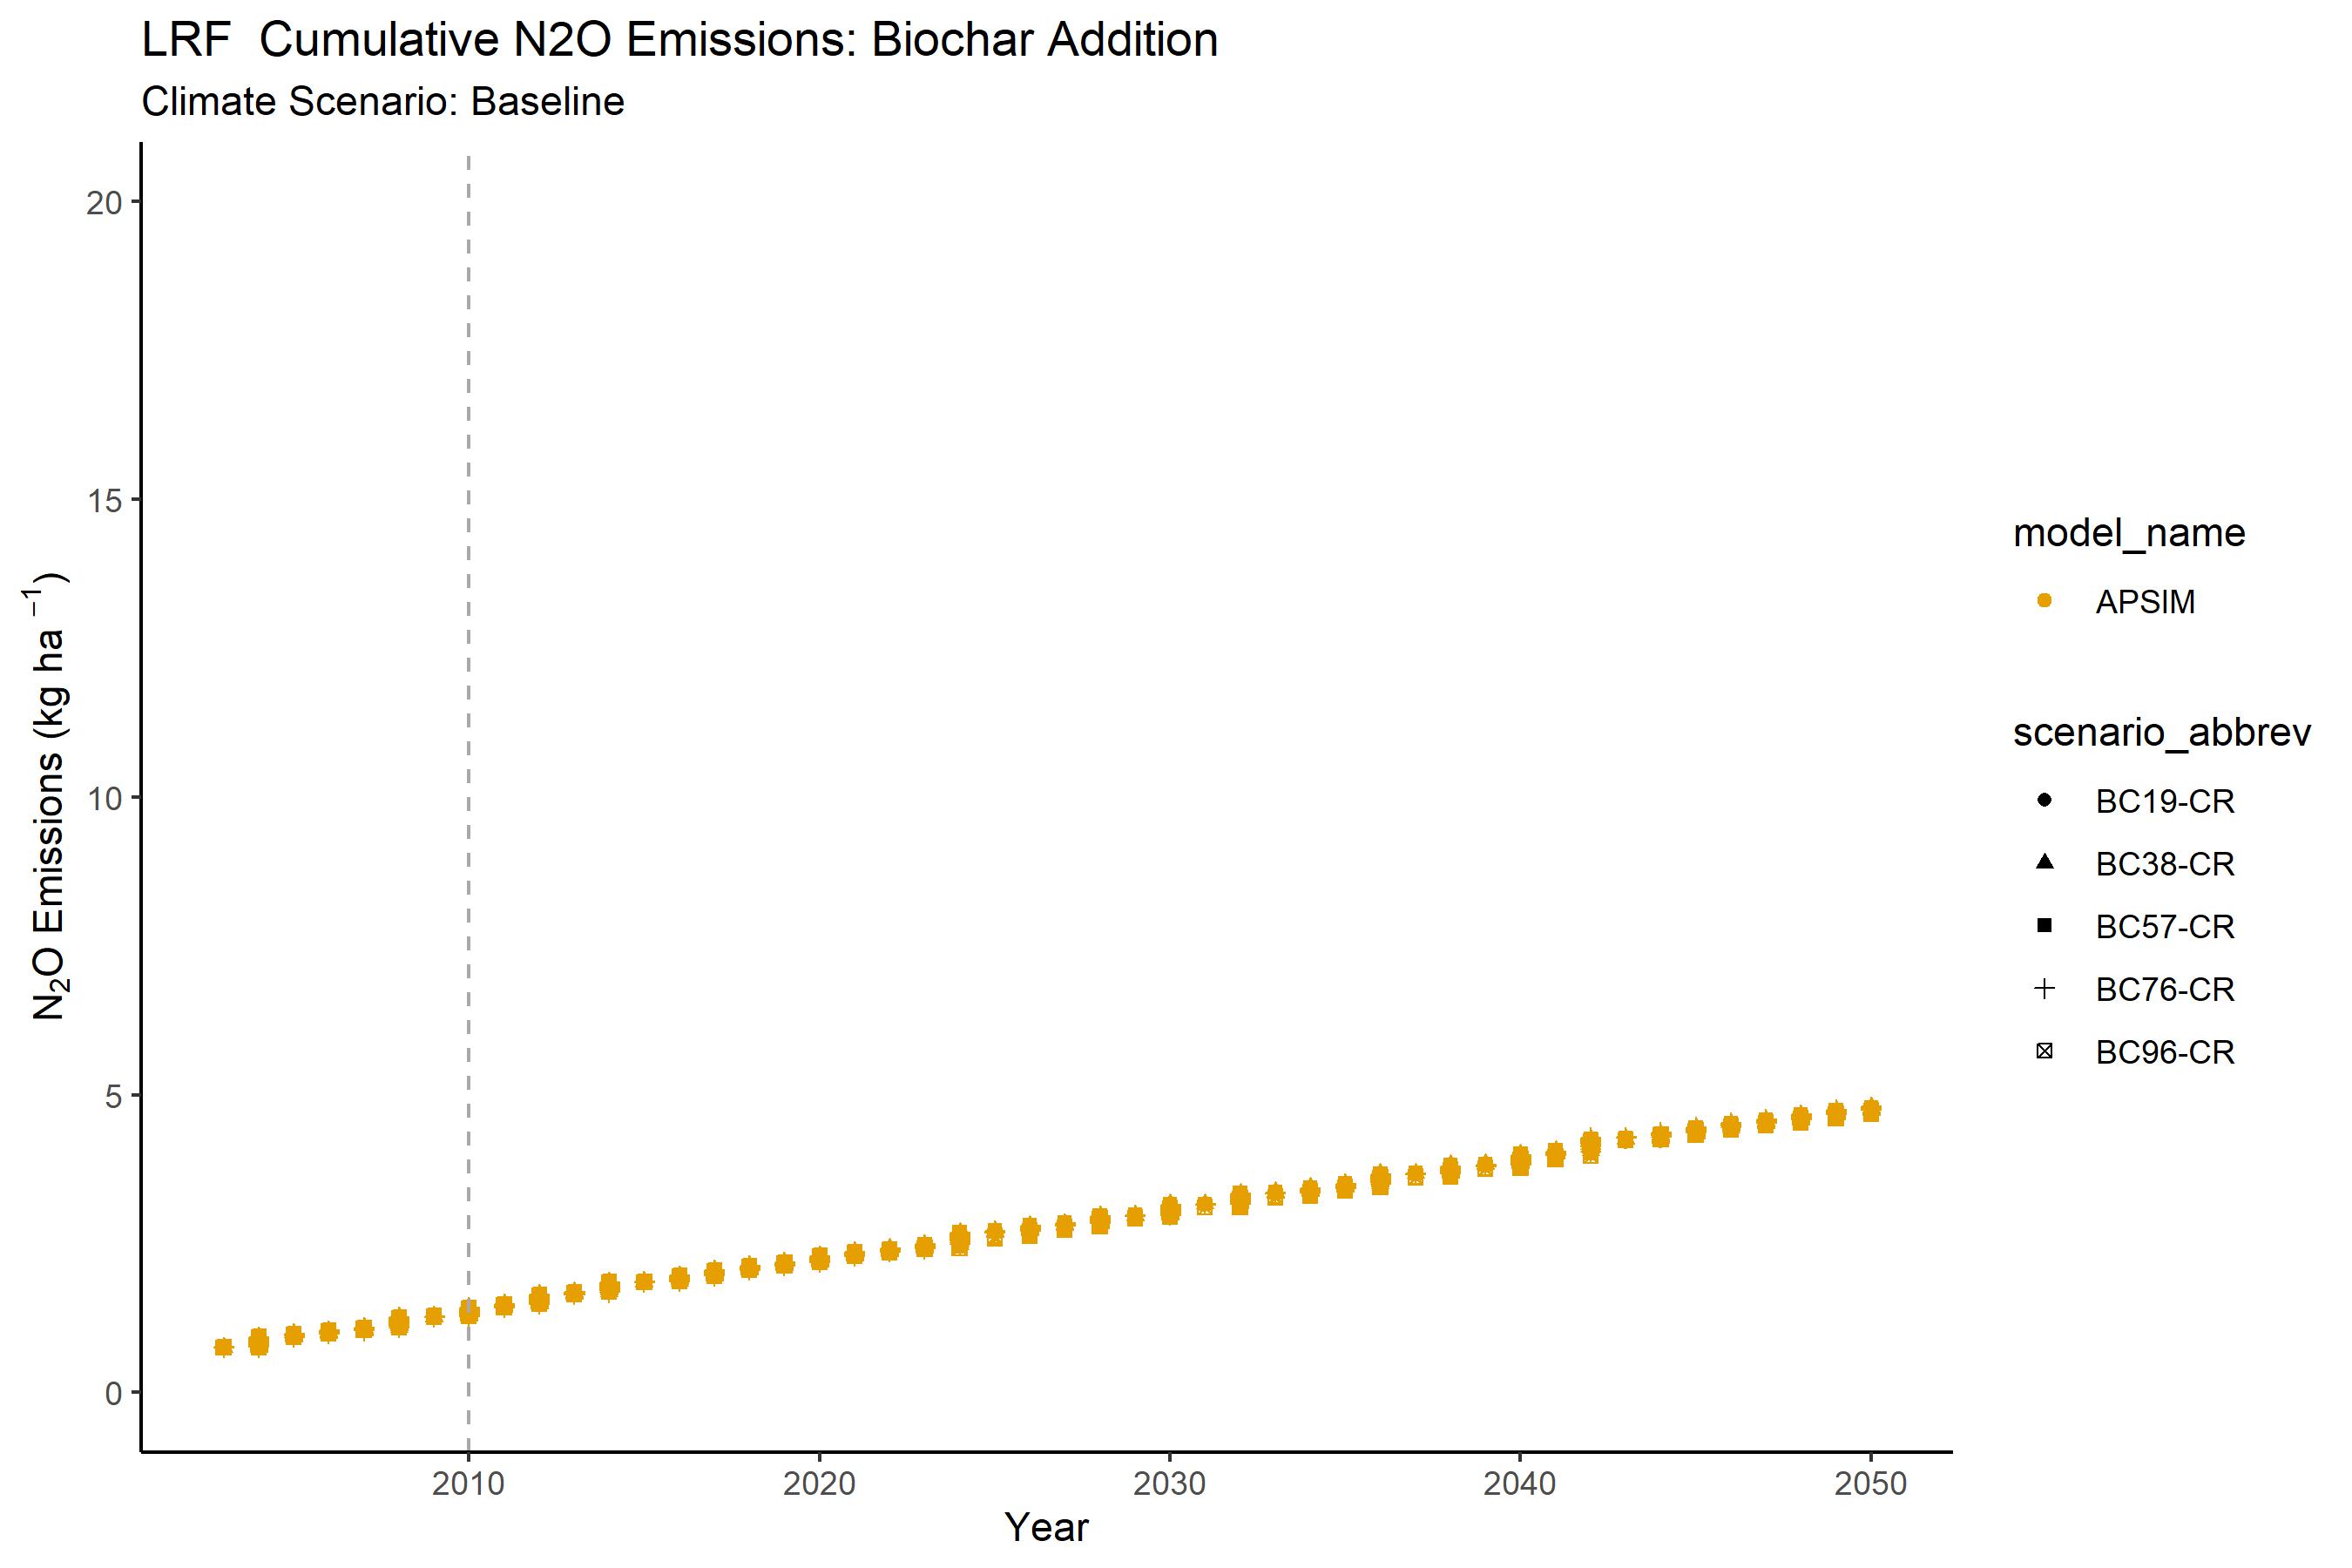 LRF  Cumulative N2O Emissions: Biochar Addition
Climate Scenario: Baseline
N₂O Emissions (kg ha ⁻¹)
20
15
10
5
0
2010
2020
2030
2040
2050
Year
model_name
APSIM
scenario_abbrev
BC19-CR
BC38-CR
BC57-CR
BC76-CR
BC96-CR